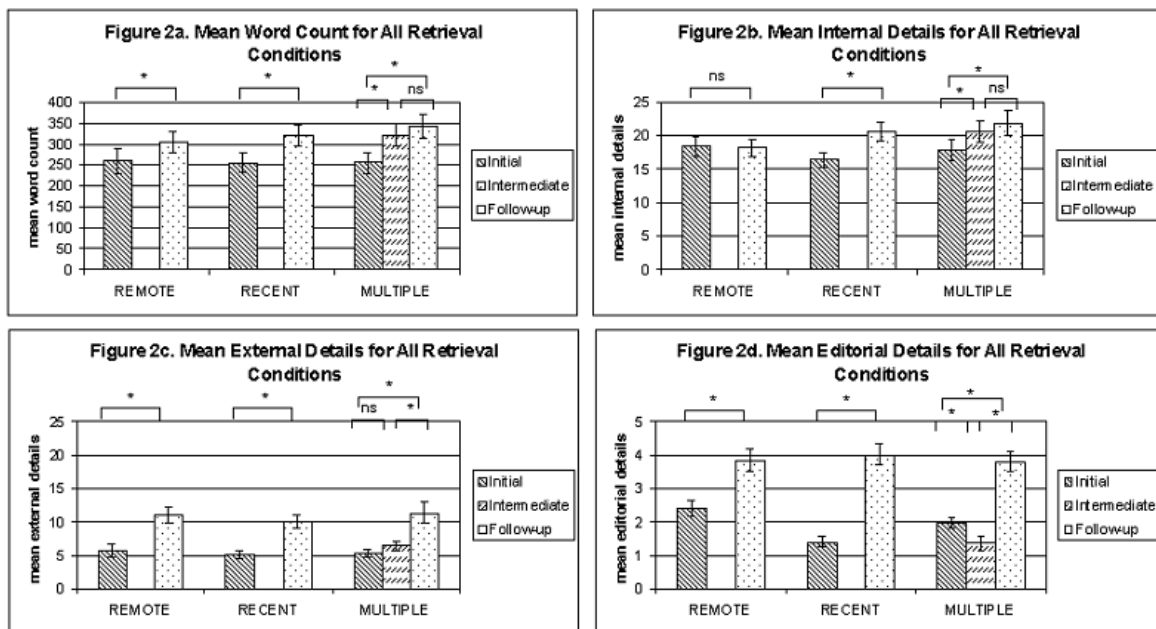 Figure 2a. Mean Word Count for All Retrieval
Conditions
* * * * ns
mean word count
400
350
300
250
200
150
100
50
0
REMOTE RECENT MULTIPLE
Initial
Intermediate
Follow-up
Figure 2b. Mean Internal Details for All Retrieval
Conditions
ns * * * ns
mean internal details
25
20
15
10
5
0
REMOTE RECENT MULTIPLE
Initial
Intermediate
Follow-up
Figure 2c. Mean External Details for All Retrieval
Conditions
* * * ns *
mean external details
25
20
15
10
5
0
REMOTE RECENT MULTIPLE
Initial
Intermediate
Follow-up
Figure 2d. Mean Editorial Details for All Retrieval
Conditions
* * * * *
mean editorial details
5
4
3
2
1
0
REMOTE RECENT MULTIPLE
Initial
Intermediate
Follow-up